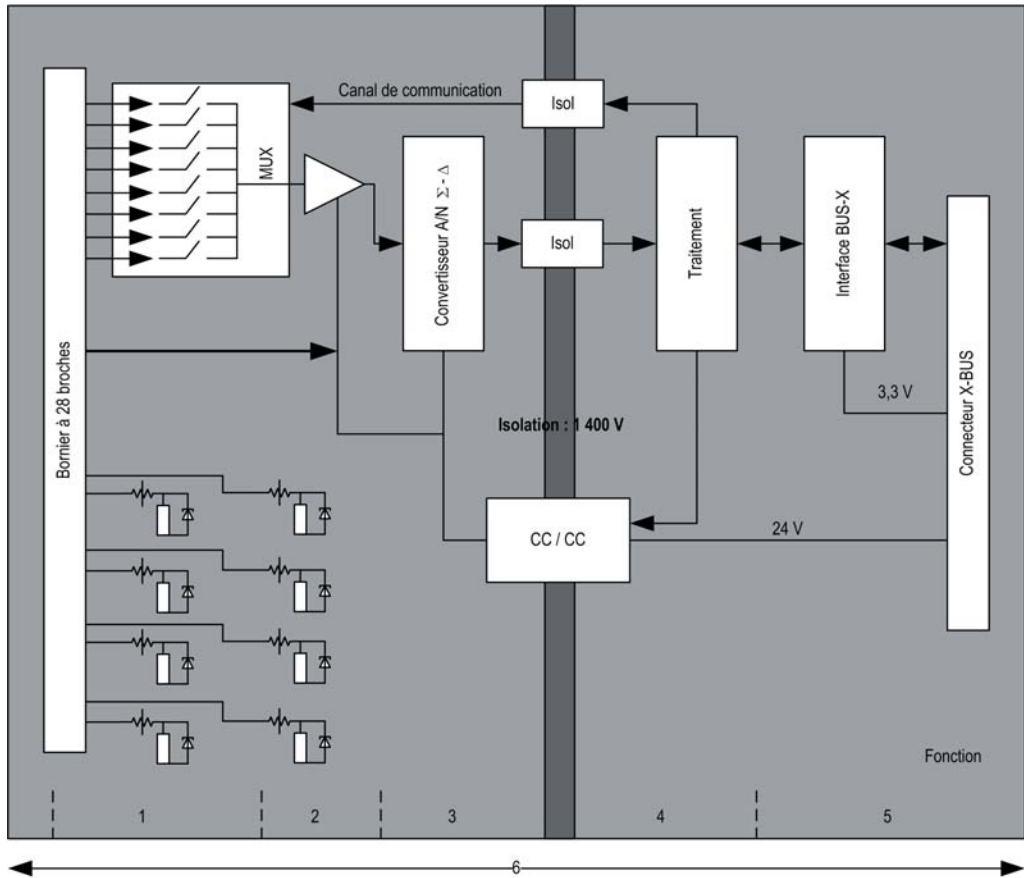 Canal de communication
Isol
MUX
Convertisseur A/N Σ - Δ
Isol
Traitement
Interface BUS-X
Bornier à 28 broches
3,3 V
Connecteur X-BUS
Isolation : 1 400 V
CC / CC
24 V
Fonction
1
2
3
4
5
6